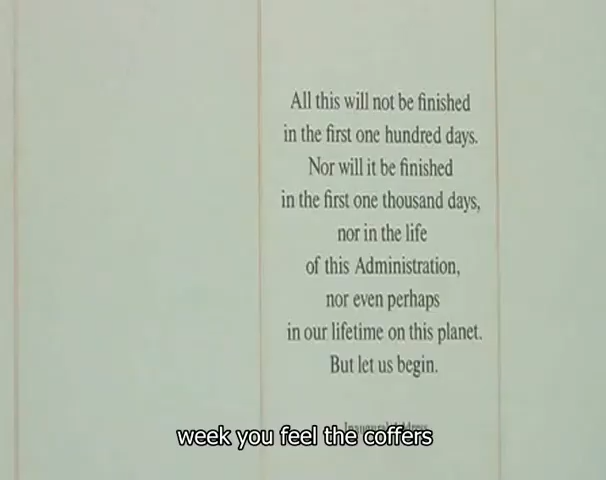 All this will not be finished
in the first one hundred days.
Nor will it be finished
in the first one thousand days,
nor in the life
of this Administration,
nor even perhaps
in our lifetime on this planet.
But let us begin.
Inaugural Address
week you feel the coffers